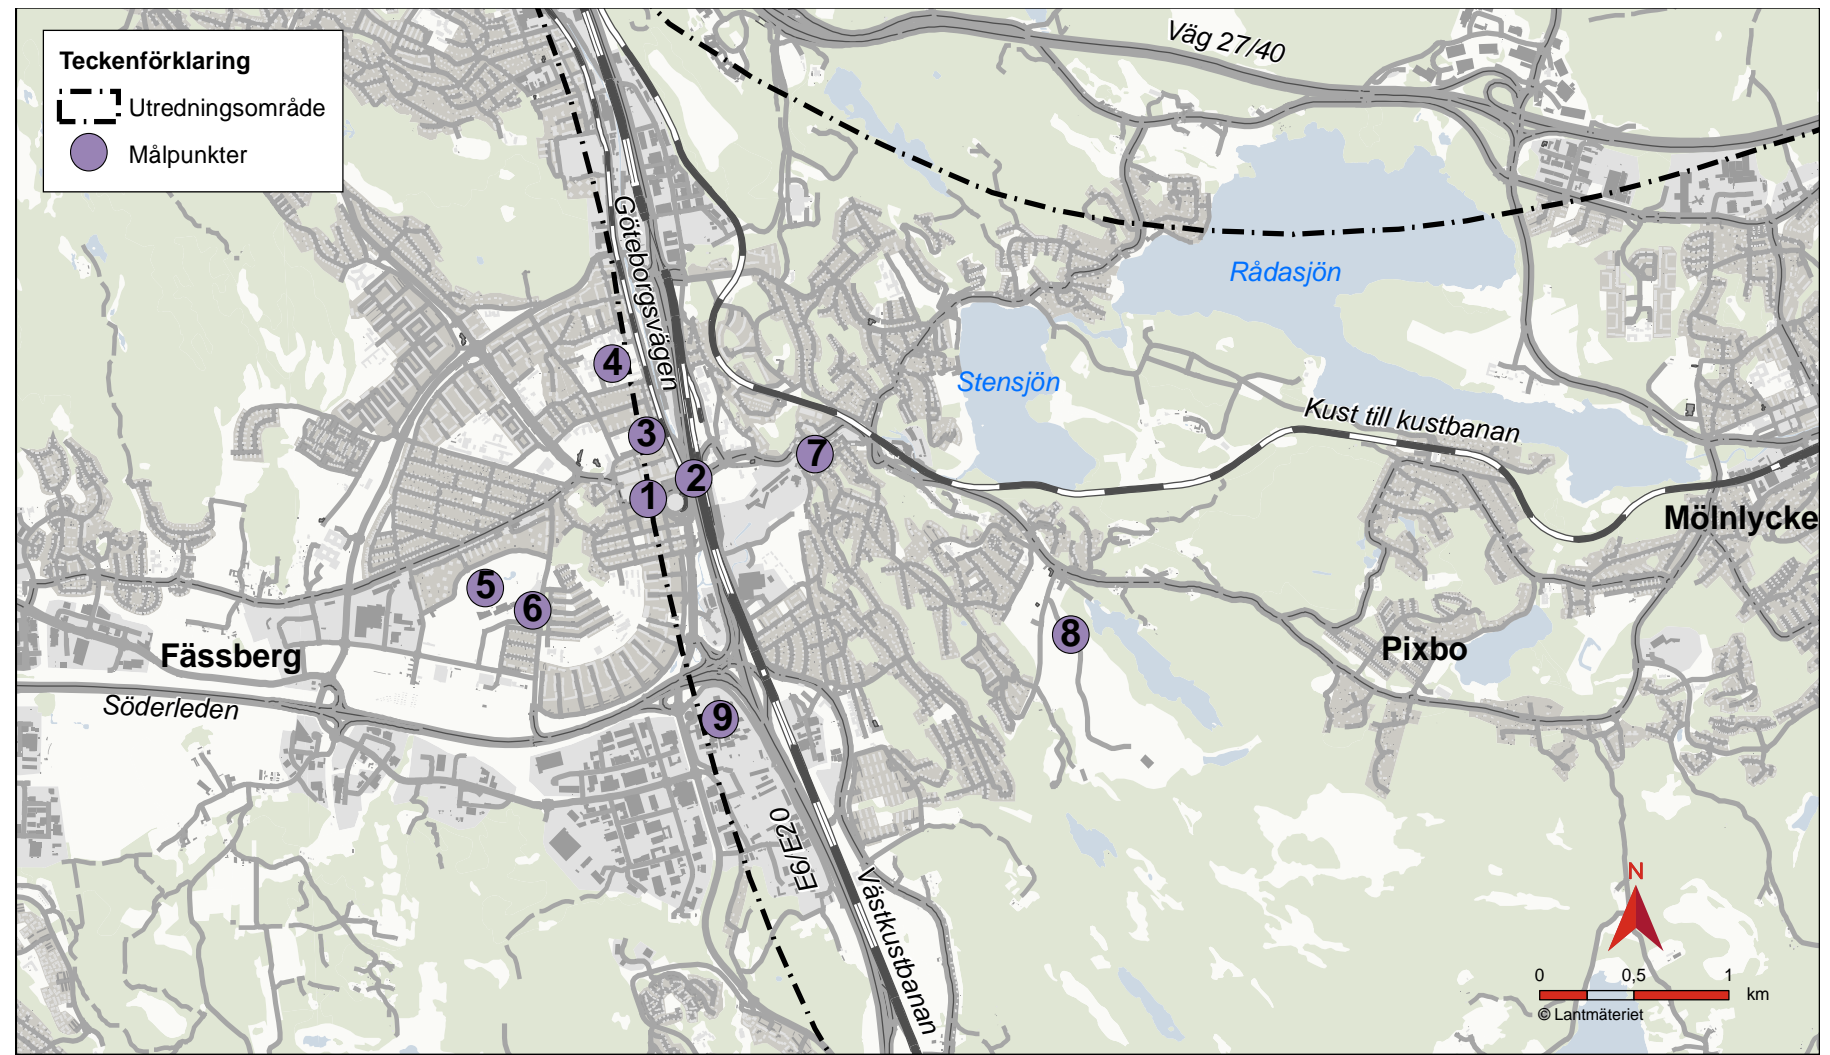 Teckenförklaring
Utredningsområde
Målpunkter
Väg 27/40
Göteborgsvägen
Rådasjön
Stensjön
Kust till kustbanan
4
3
7
2
1
Mölnlycke
5
6
8
Fässberg
Pixbo
Söderleden
9
E6/E20
Västkustbanan
N
0 0,5 1
km
© Lantmäteriet